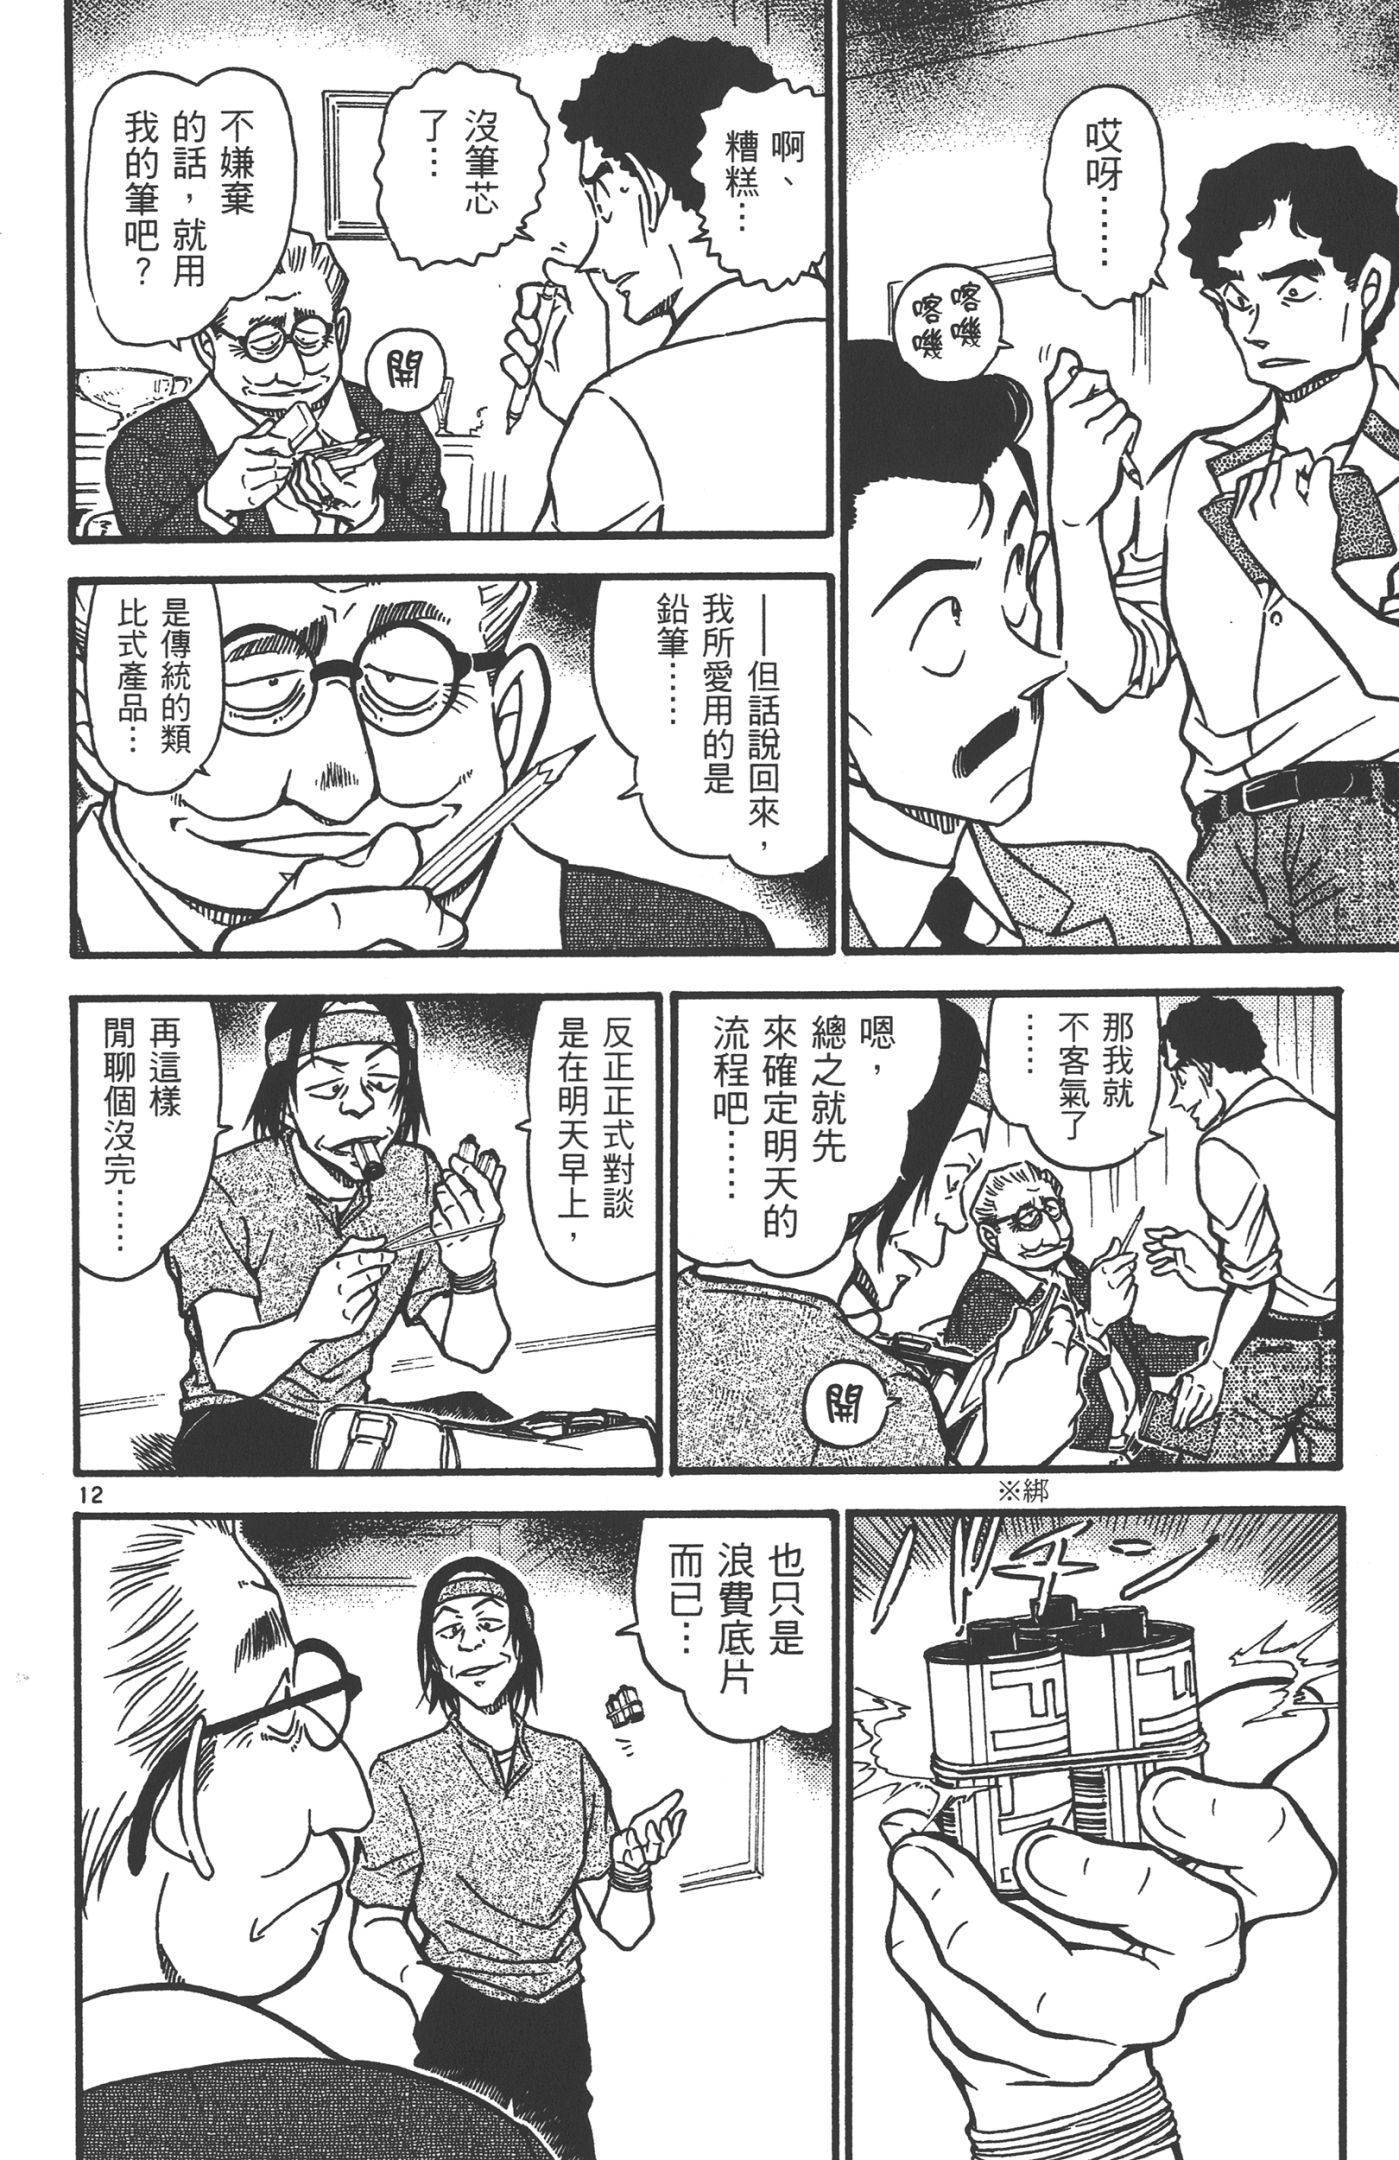 哎呀……
喀嘰
喀嘰
啊、
糟糕…
沒筆芯
了…
不嫌棄
的話，就用
我的筆吧？
開
——但話說回來，
我所愛用的是
鉛筆……
是傳統的類
比式產品…
那我就
不客氣了
……
嗯，
總之就先
來確定明天的
流程吧……
開
反正正式對談
是在明天早上，
再這樣
閒聊個沒完……
12
※綁
パチン
也只是
浪費底片
而已…